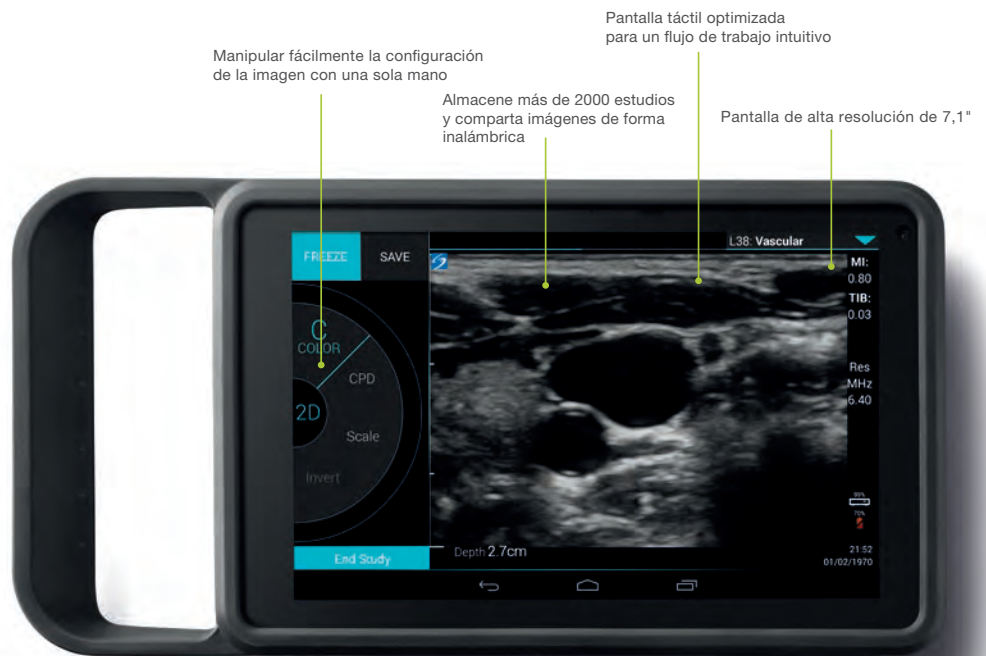 Pantalla táctil optimizada
para un flujo de trabajo intuitivo
Manipular fácilmente la configuración
de la imagen con una sola mano
Almacene más de 2000 estudios
y comparta imágenes de forma
inalámbrica
Pantalla de alta resolución de 7,1"
L38: Vascular
FREEZE
SAVE
MI:
0.80
TIB:
0.03
C
COLOR
CPD
2D
Scale
Invert
Res
MHz
6.40
99%
70%
End Study
Depth 2.7cm
21:52
01/02/1970